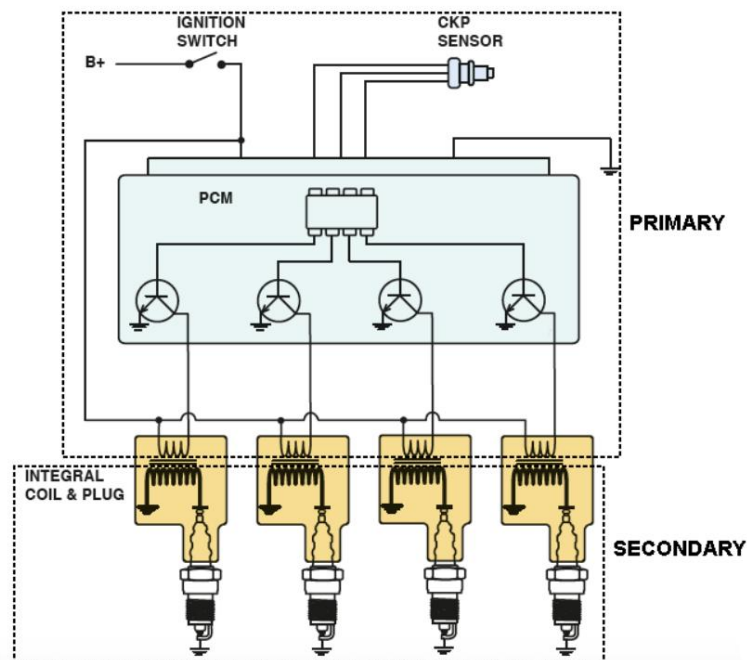 IGNITION
SWITCH
CKP
SENSOR
B+
PCM
PRIMARY
INTEGRAL
COIL & PLUG
SECONDARY